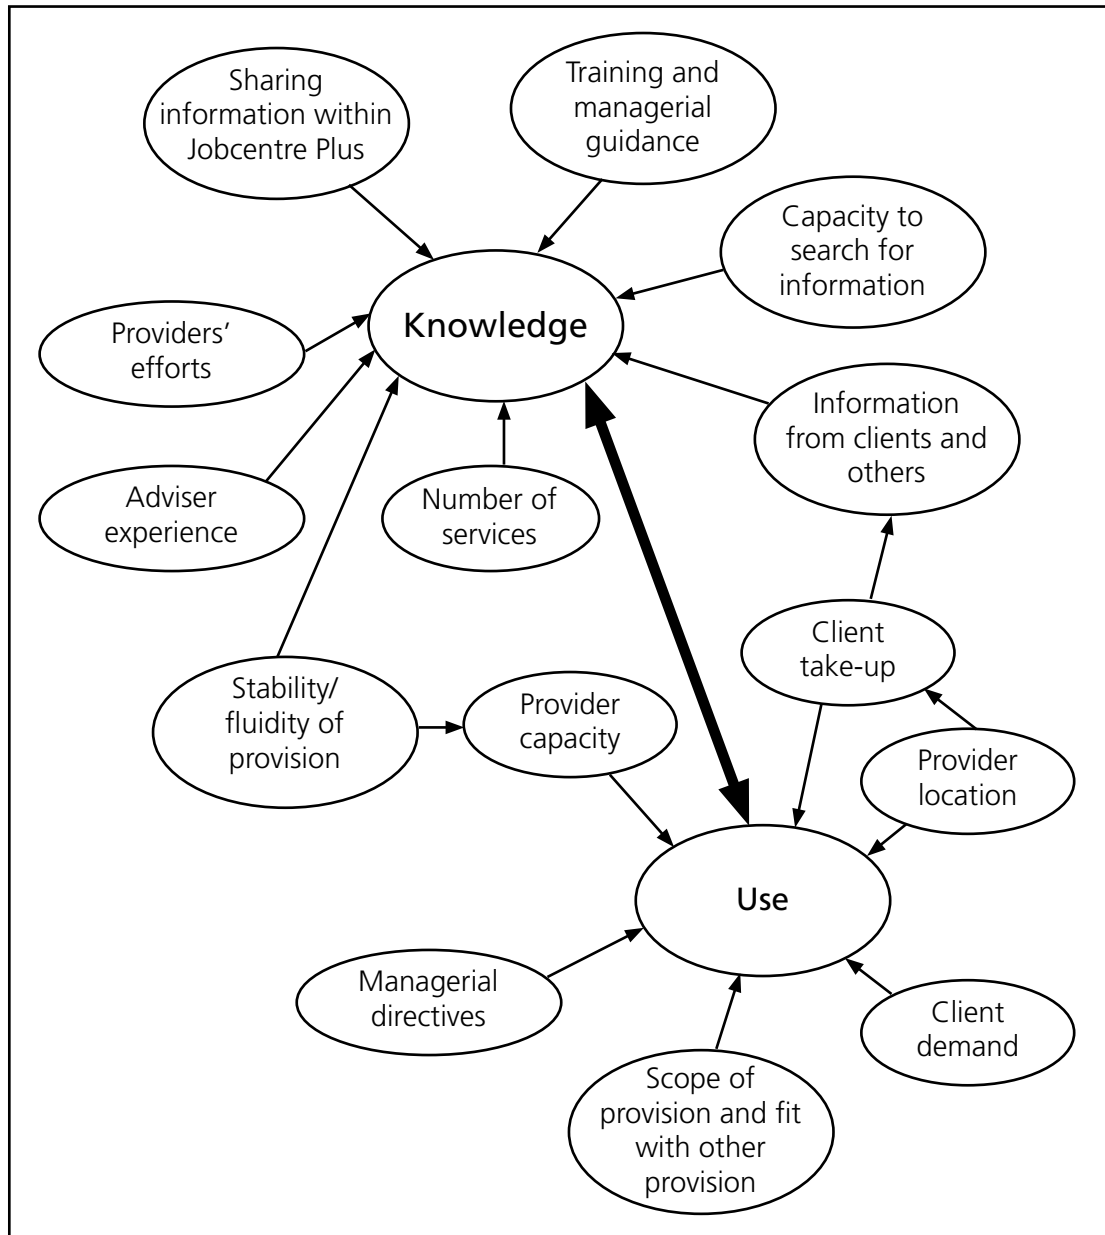 Sharing
information within
Jobcentre Plus
Training and
managerial
guidance
Capacity to
search for
information
Knowledge
Providers’
efforts
Information
from clients and
others
Adviser
experience
Number of
services
Client
take-up
Stability/
fluidity of
provision
Provider
capacity
Provider
location
Use
Managerial
directives
Client
demand
Scope of
provision and fit
with other
provision